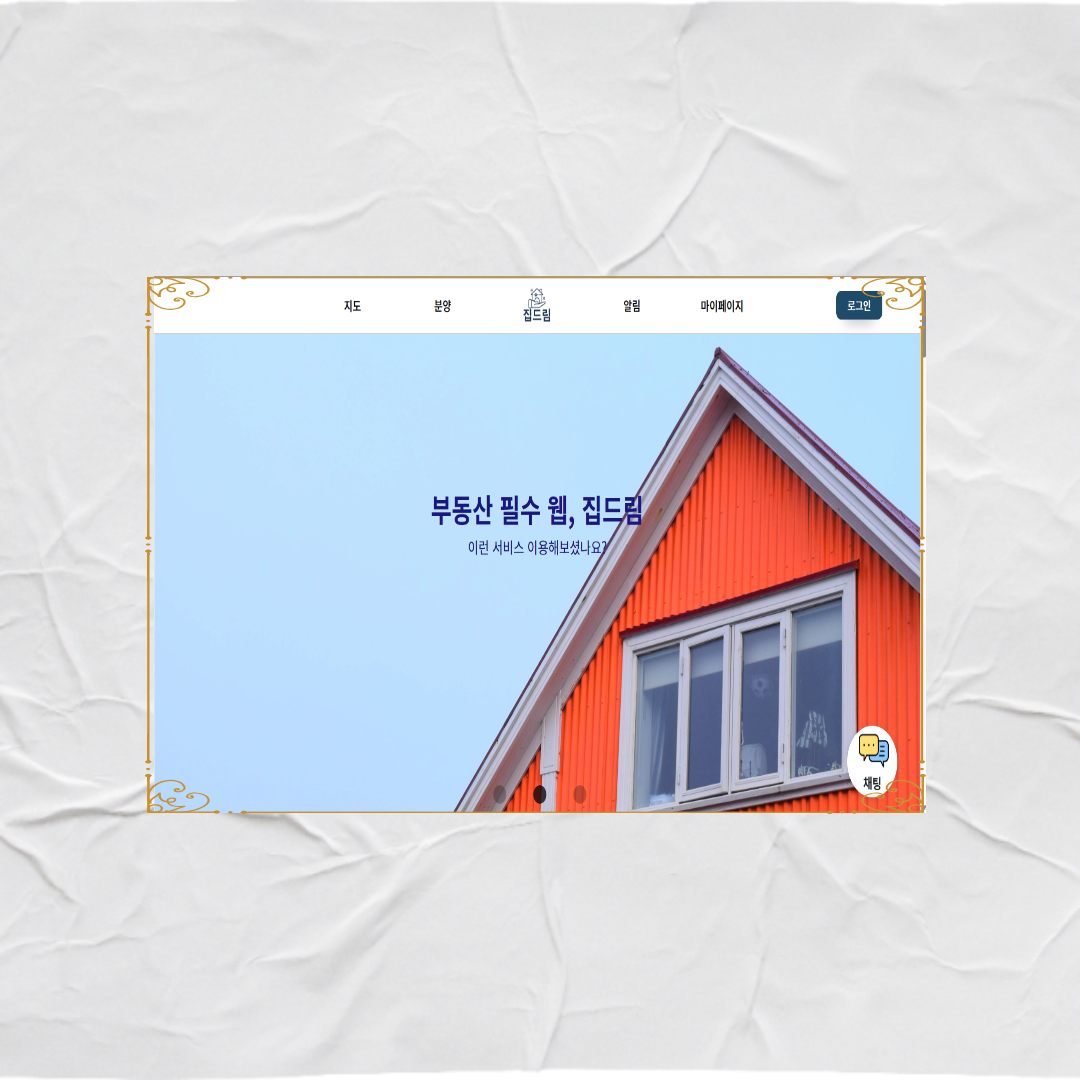 지도 분양 집드림 알림 마이페이지 로그인
부동산 필수 웹, 집드림
이런 서비스 이용해보셨나요?
채팅